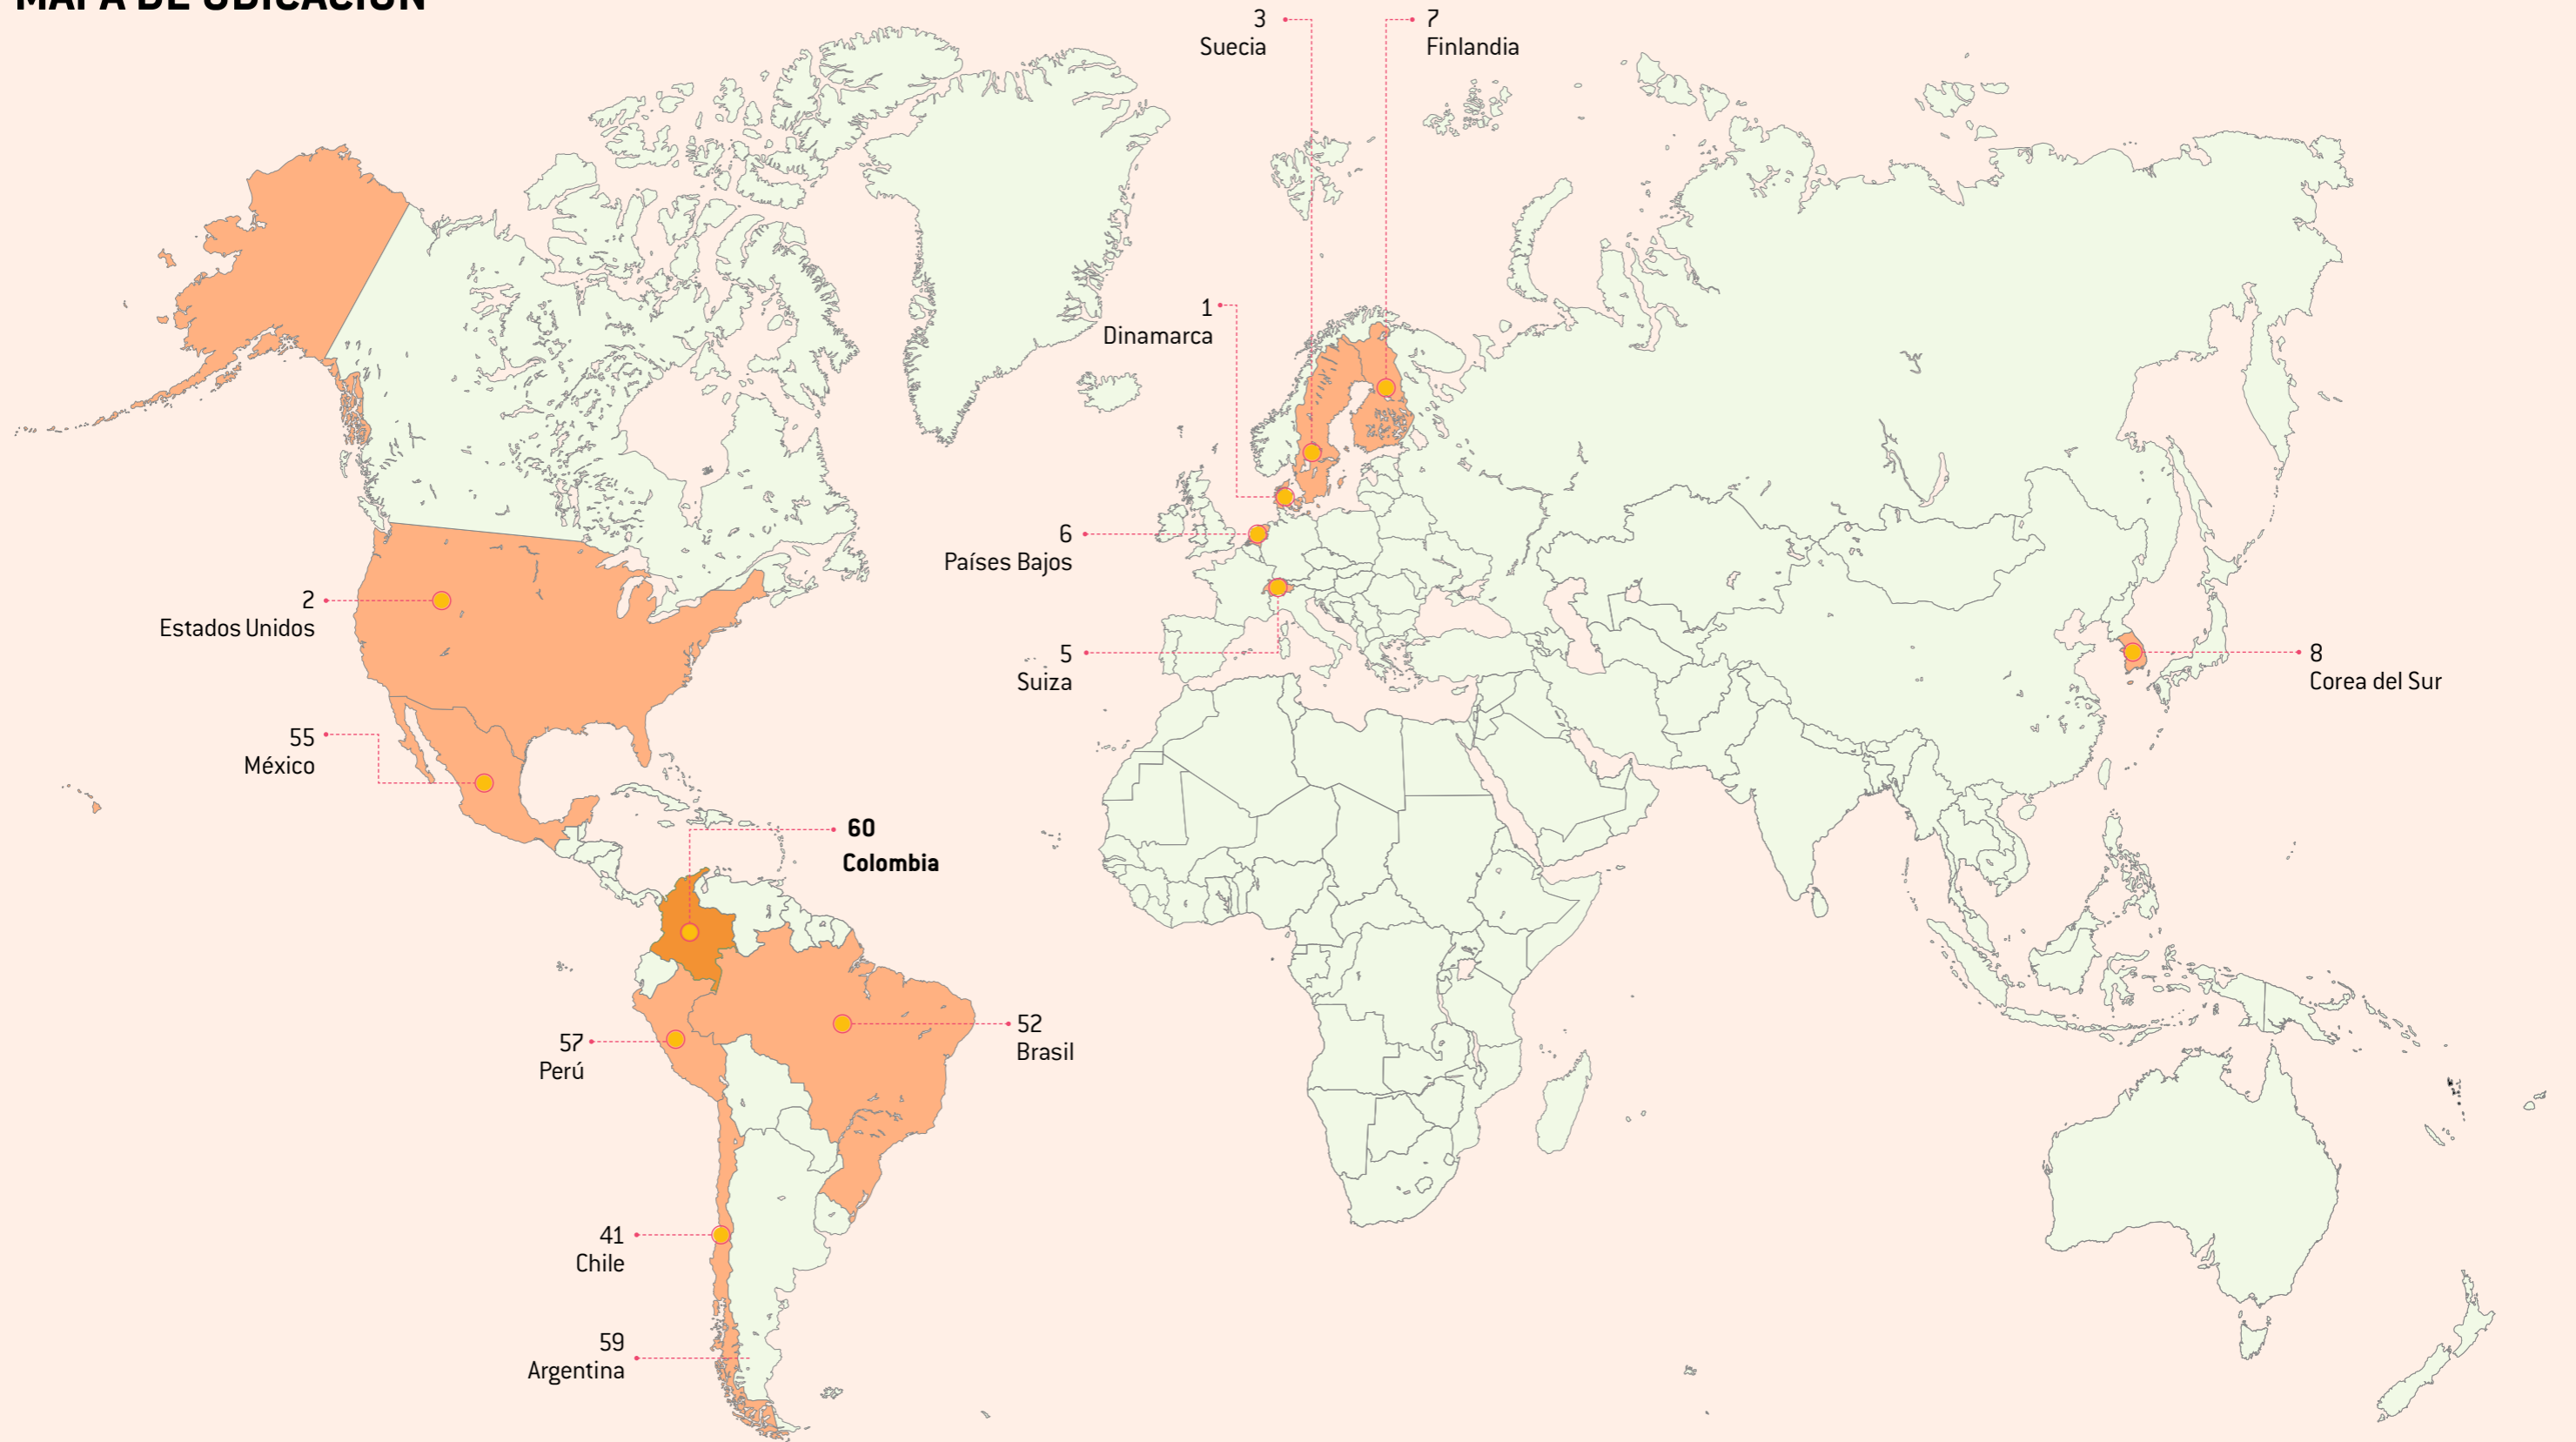 MAPA DE UBICACIÓN
3
Suecia
7
Finlandia
1
Dinamarca
6
Países Bajos
2
Estados Unidos
5
Suiza
8
Corea del Sur
55
México
60
Colombia
52
Brasil
57
Perú
41
Chile
59
Argentina